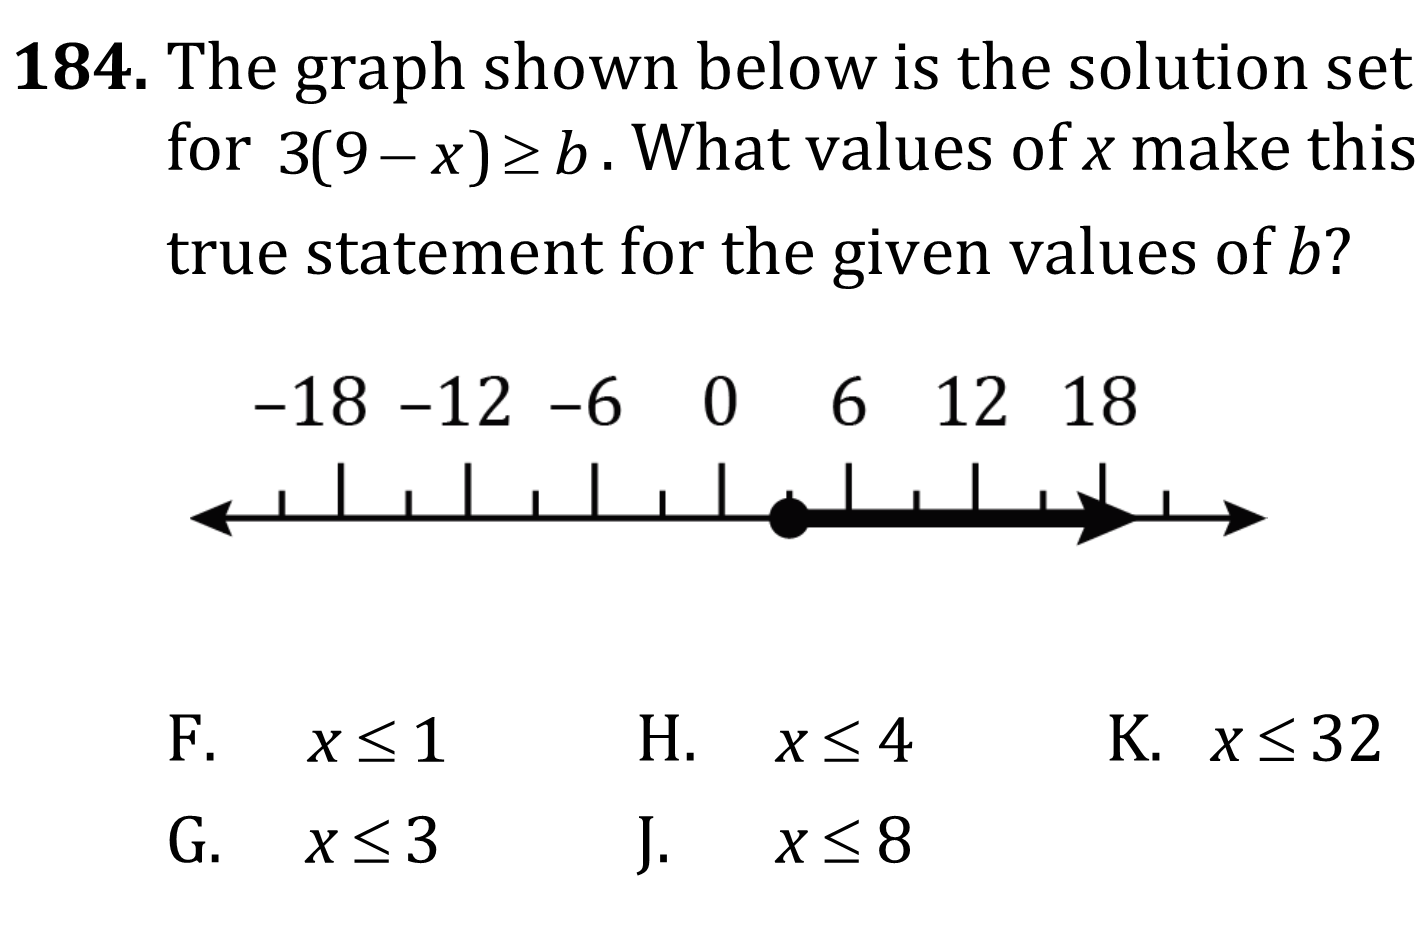 184. The graph shown below is the solution set
for 3(9 – x) ≥ b. What values of x make this
true statement for the given values of b?
–18 –12 –6 0 6 12 18
F. x ≤ 1 H. x ≤ 4 K. x ≤ 32
G. x ≤ 3 J. x ≤ 8